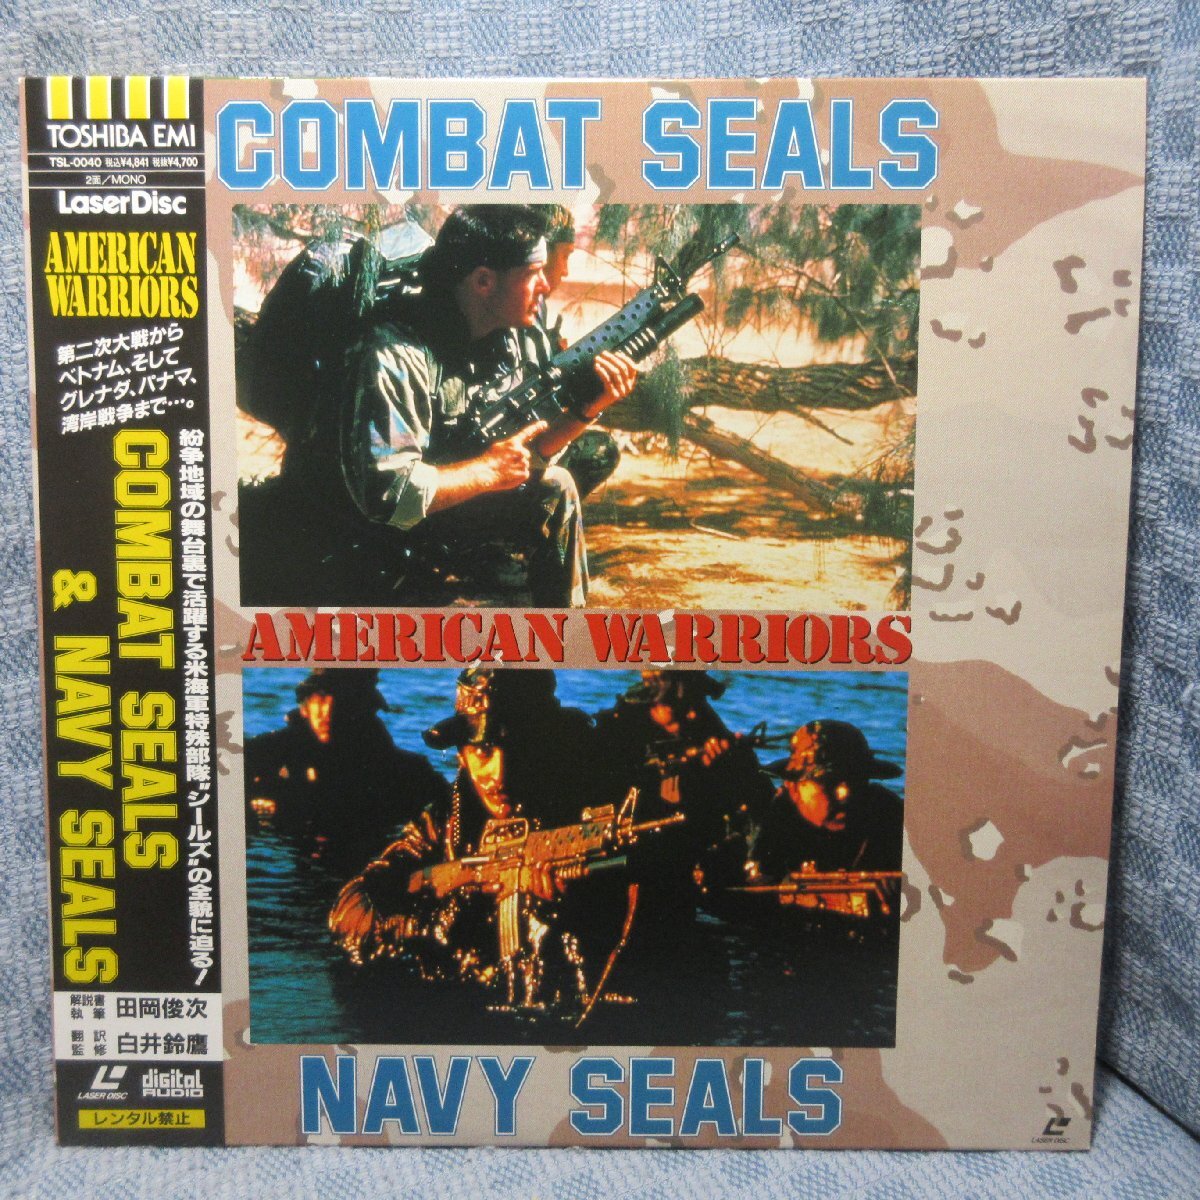 TOSHIBA EMI
TSL-0040 税込¥4,841 税抜¥4,700
2面/MONO
LaserDisc
AMERICAN
WARRIORS
第二次大戦から
ベトナム、そして
グレナダ、パナマ、
湾岸戦争まで…。
紛争地域の舞台裏で活躍する米海軍特殊部隊"シールズ"の全貌に迫る!
COMBAT SEALS
& NAVY SEALS
解説書
執筆 田岡俊次
翻訳
監修 白井鈴鷹
LASER DISC
digital
AUDIO
レンタル禁止
COMBAT SEALS
AMERICAN WARRIORS
NAVY SEALS
LASER DISC